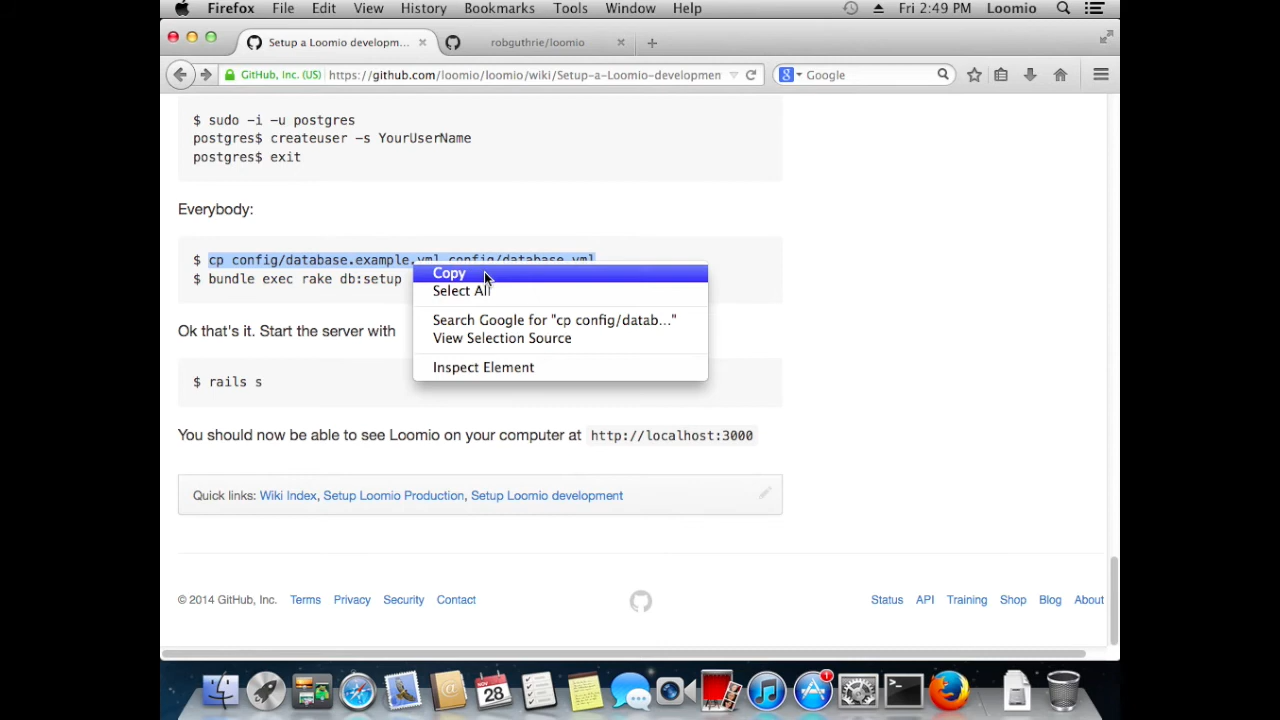 Firefox File Edit View History Bookmarks Tools Window Help Fri 2:49 PM Loomio
Setup a Loomio developm... robguthrie/loomio
GitHub, Inc. (US) https://github.com/loomio/loomio/wiki/Setup-a-Loomio-developmen Google
$ sudo -i -u postgres
postgres$ createuser -s YourUserName
postgres$ exit
Everybody:
$ cp config/database.example.yml config/database.yml
$ bundle exec rake db:setup
Copy
Select All
Search Google for "cp config/datab..."
View Selection Source
Inspect Element
Ok that's it. Start the server with
$ rails s
You should now be able to see Loomio on your computer at http://localhost:3000
Quick links: Wiki Index, Setup Loomio Production, Setup Loomio development
© 2014 GitHub, Inc. Terms Privacy Security Contact Status API Training Shop Blog About
NOV
28
1